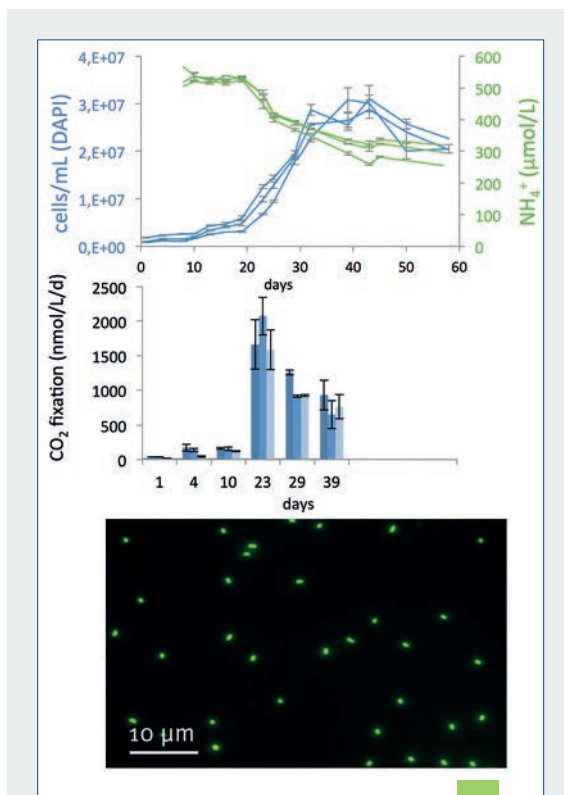 4,E+07
3,E+07
2,E+07
1,E+07
0,E+00
cells/mL (DAPI)
600
500
400
300
200
100
0
NH₄⁺ (μmol/L)
0 10 20 30 40 50 60
days
2500
2000
1500
1000
500
0
CO₂ fixation (nmol/L/d)
1 4 10 23 29 39
days
10 μm